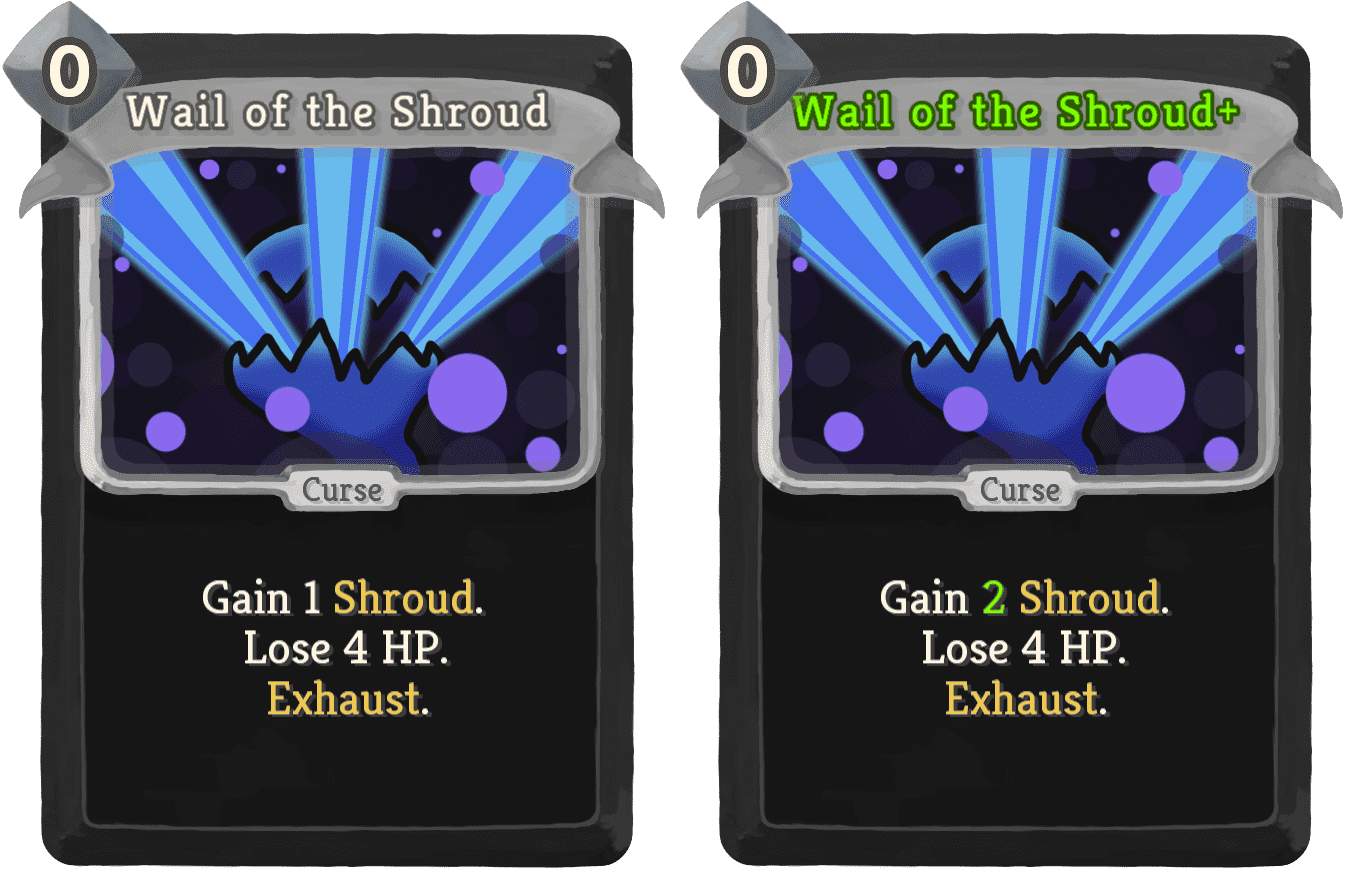 0
Wail of the Shroud
Curse
Gain 1 Shroud.
Lose 4 HP.
Exhaust.
0
Wail of the Shroud+
Curse
Gain 2 Shroud.
Lose 4 HP.
Exhaust.